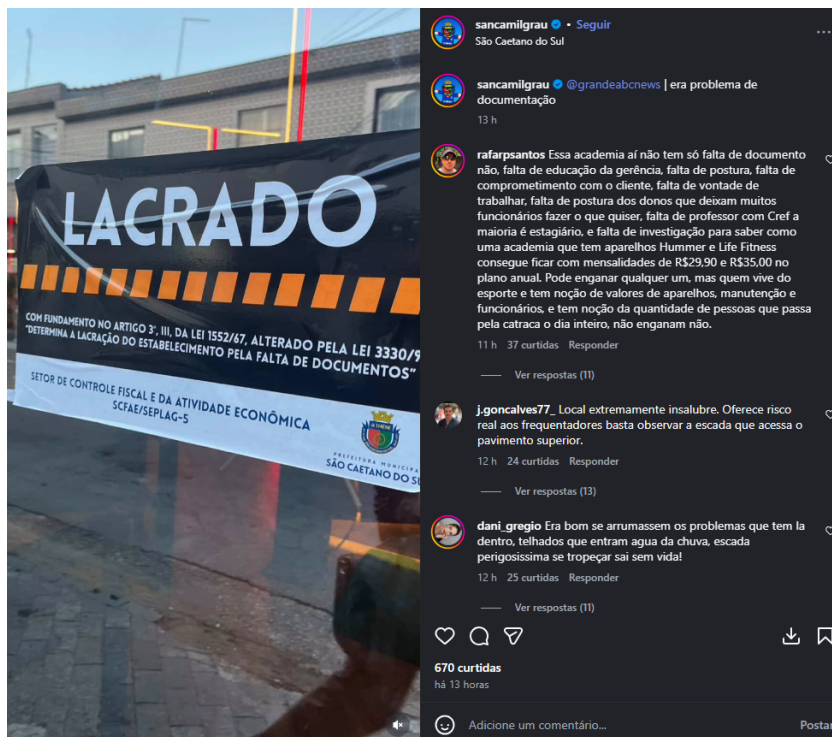 LACRADO
COM FUNDAMENTO NO ARTIGO 3º, III, DA LEI 1552/67, ALTERADO PELA LEI 3330/9
"DETERMINA A LACRAÇÃO DO ESTABELECIMENTO PELA FALTA DE DOCUMENTOS"
SETOR DE CONTROLE FISCAL E DA ATIVIDADE ECONÔMICA
SCFAE/SEPLAG-5
PREFEITURA MUNICIPA
SÃO CAETANO DO SU
sancamilgrau • Seguir
São Caetano do Sul
sancamilgrau @grandeabcnews | era problema de
documentação
13 h
rafarpsantos Essa academia aí não tem só falta de documento
não, falta de educação da gerência, falta de postura, falta de
comprometimento com o cliente, falta de vontade de
trabalhar, falta de postura dos donos que deixam muitos
funcionários fazer o que quiser, falta de professor com Cref a
maioria é estagiário, e falta de investigação para saber como
uma academia que tem aparelhos Hummer e Life Fitness
consegue ficar com mensalidades de R$29,90 e R$35,00 no
plano anual. Pode enganar qualquer um, mas quem vive do
esporte e tem noção de valores de aparelhos, manutenção e
funcionários, e tem noção da quantidade de pessoas que passa
pela catraca o dia inteiro, não enganam não.
11 h 37 curtidas Responder
Ver respostas (11)
j.goncalves77_ Local extremamente insalubre. Oferece risco
real aos frequentadores basta observar a escada que acessa o
pavimento superior.
12 h 24 curtidas Responder
Ver respostas (13)
dani_gregio Era bom se arrumassem os problemas que tem la
dentro, telhados que entram agua da chuva, escada
perigosissima se tropeçar sai sem vida!
12 h 25 curtidas Responder
Ver respostas (11)
670 curtidas
há 13 horas
Adicione um comentário...
Postar